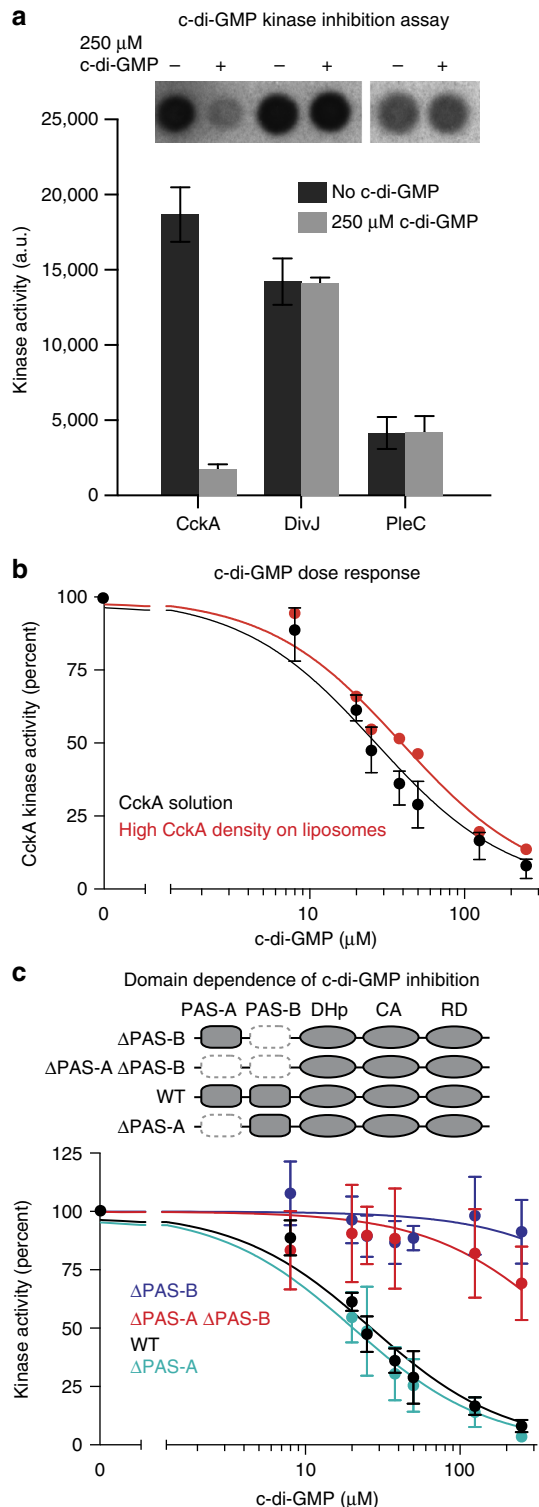 a
c-di-GMP kinase inhibition assay
250 µM
c-di-GMP – + – + – +
25,000
20,000
15,000
10,000
5,000
0
Kinase activity (a.u.)
No c-di-GMP
250 µM c-di-GMP
CckA DivJ PleC
b
c-di-GMP dose response
100
75
50
25
0
CckA kinase activity (percent)
CckA solution
High CckA density on liposomes
0 10 100
c-di-GMP (µM)
c
Domain dependence of c-di-GMP inhibition
PAS-A PAS-B DHp CA RD
ΔPAS-B
ΔPAS-A ΔPAS-B
WT
ΔPAS-A
125
100
75
50
25
0
Kinase activity (percent)
ΔPAS-B
ΔPAS-A ΔPAS-B
WT
ΔPAS-A
0 10 100
c-di-GMP (µM)